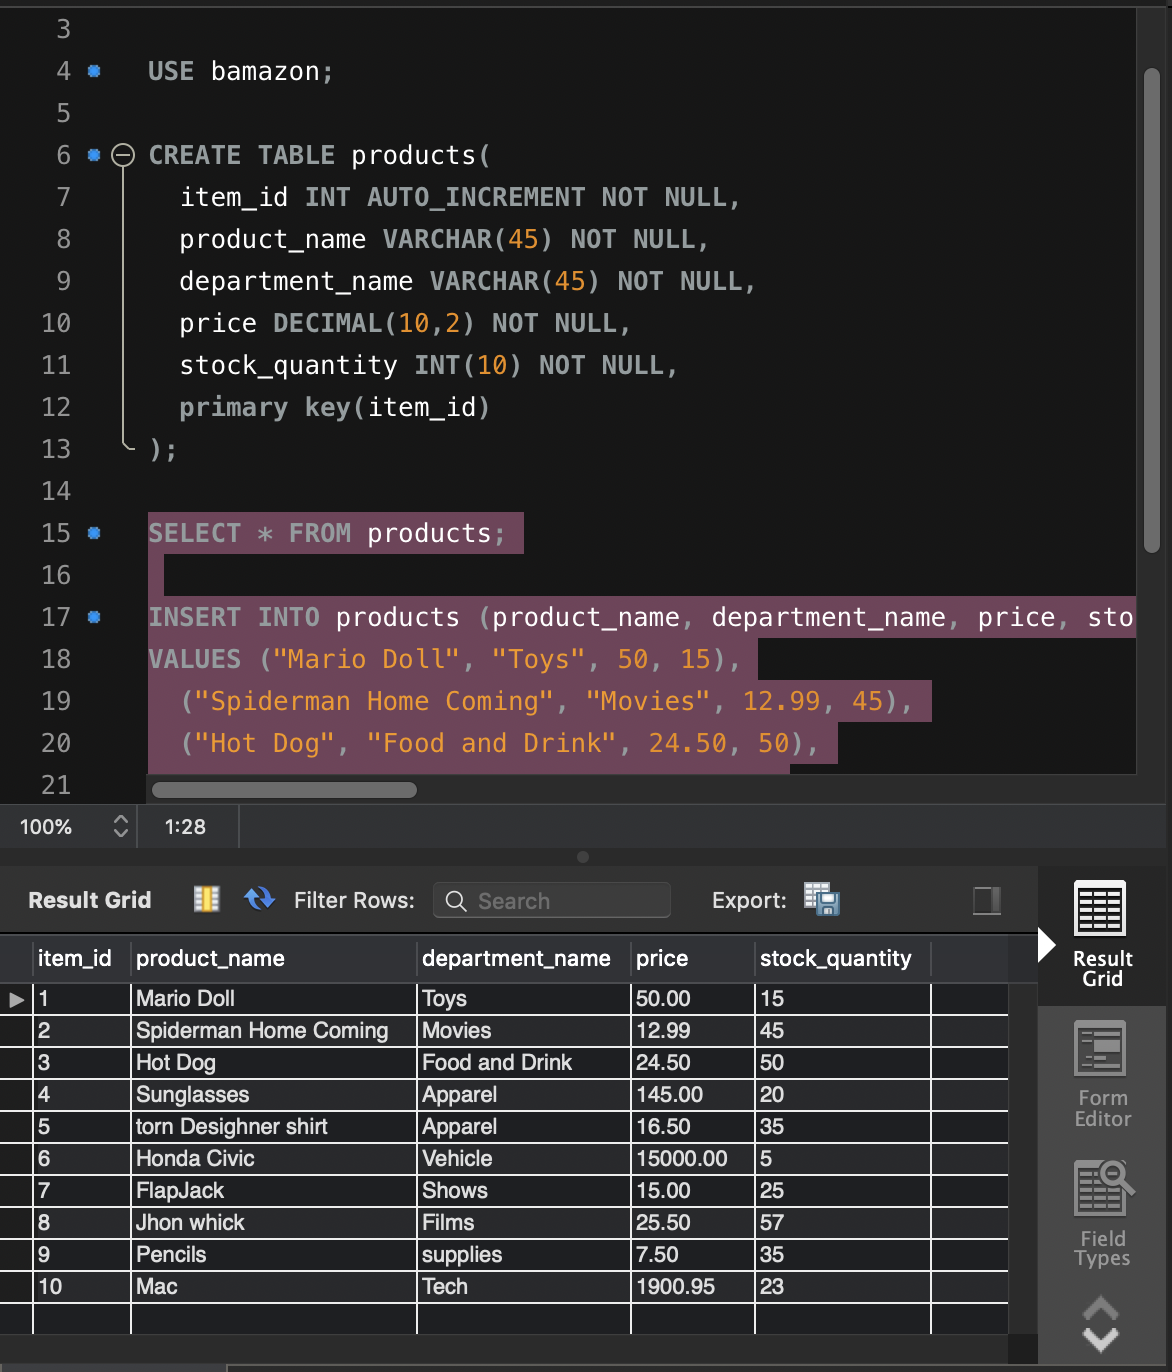 3
4 USE bamazon;
5
6 CREATE TABLE products(
7 item_id INT AUTO_INCREMENT NOT NULL,
8 product_name VARCHAR(45) NOT NULL,
9 department_name VARCHAR(45) NOT NULL,
10 price DECIMAL(10,2) NOT NULL,
11 stock_quantity INT(10) NOT NULL,
12 primary key(item_id)
13 );
14
15 SELECT * FROM products;
16
17 INSERT INTO products (product_name, department_name, price, sto
18 VALUES ("Mario Doll", "Toys", 50, 15),
19 ("Spiderman Home Coming", "Movies", 12.99, 45),
20 ("Hot Dog", "Food and Drink", 24.50, 50),
21
100% 1:28
Result Grid Filter Rows: Search Export:
item_id product_name department_name price stock_quantity
1 Mario Doll Toys 50.00 15
2 Spiderman Home Coming Movies 12.99 45
3 Hot Dog Food and Drink 24.50 50
4 Sunglasses Apparel 145.00 20
5 torn Desighner shirt Apparel 16.50 35
6 Honda Civic Vehicle 15000.00 5
7 FlapJack Shows 15.00 25
8 Jhon whick Films 25.50 57
9 Pencils supplies 7.50 35
10 Mac Tech 1900.95 23
Result
Grid
Form
Editor
Field
Types